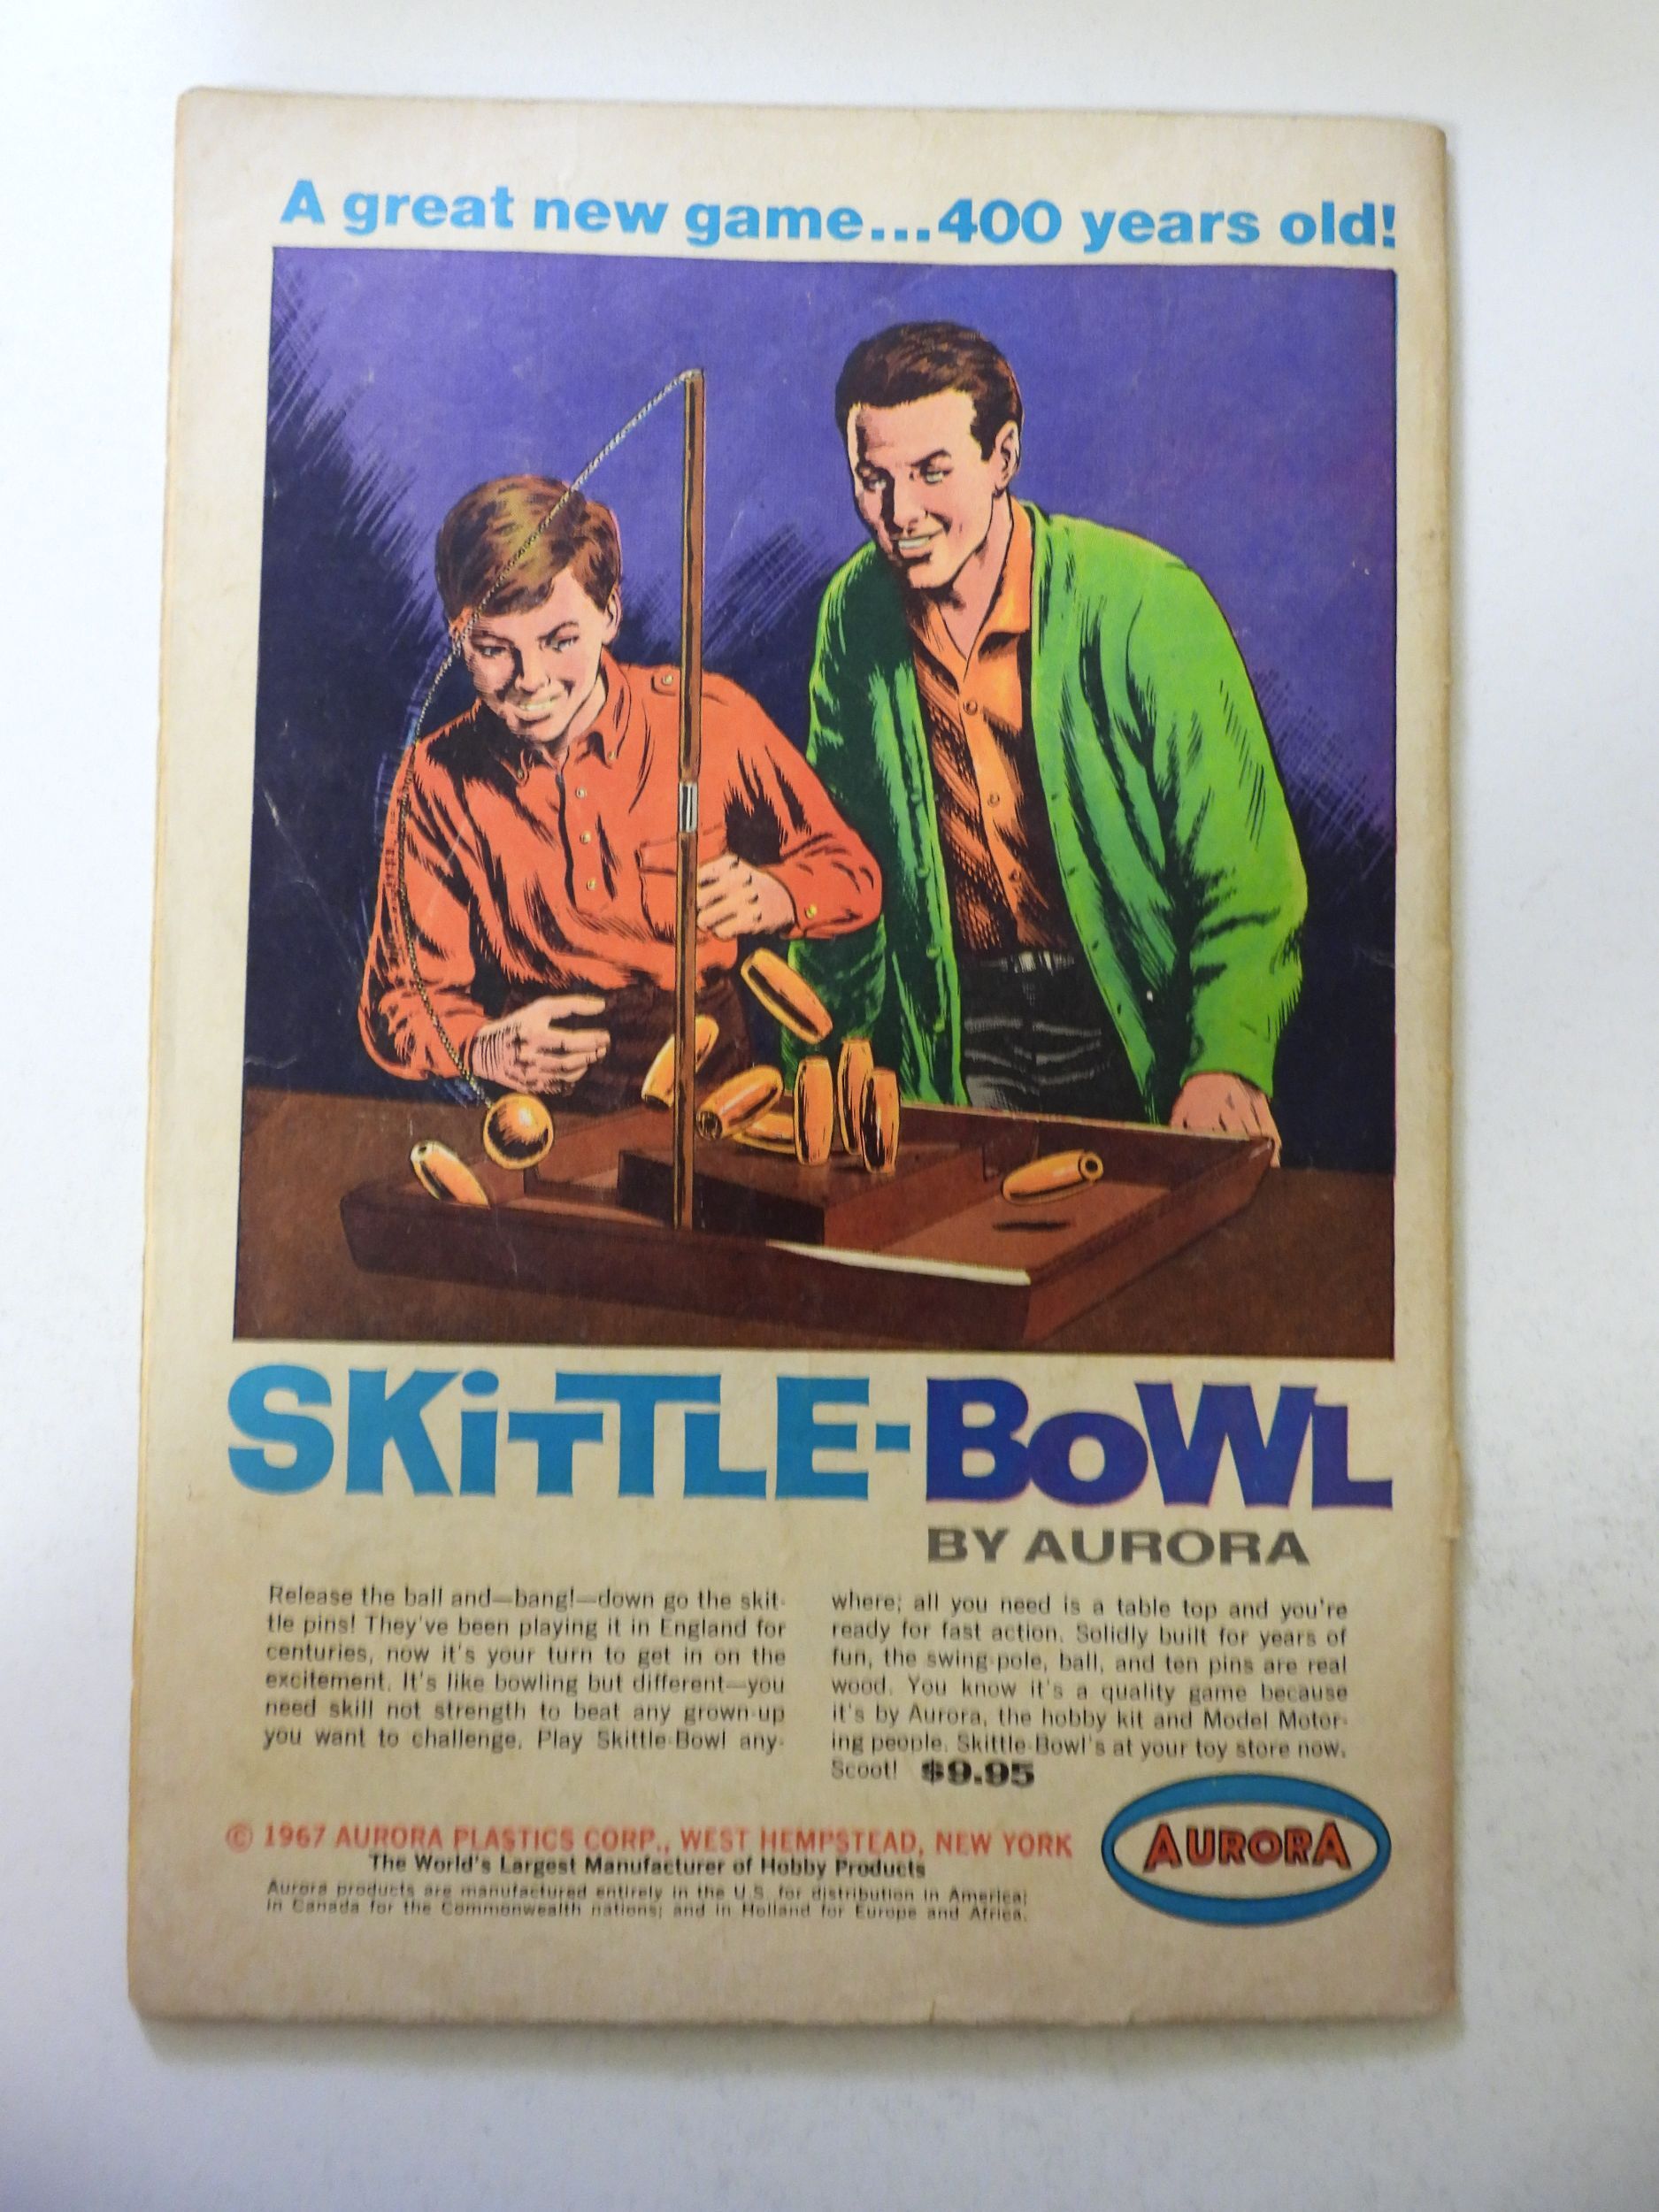 A great new game...400 years old!
SKiTTLE-BoWL
BY AURORA
Release the ball and—bang!—down go the skit-
tle pins! They've been playing it in England for
centuries, now it's your turn to get in on the
excitement. It's like bowling but different—you
need skill not strength to beat any grown-up
you want to challenge. Play Skittle-Bowl any-
where; all you need is a table top and you're
ready for fast action. Solidly built for years of
fun, the swing-pole, ball, and ten pins are real
wood. You know it's a quality game because
it's by Aurora, the hobby kit and Model Motor-
ing people. Skittle-Bowl's at your toy store now.
Scoot! $9.95
© 1967 AURORA PLASTICS CORP., WEST HEMPSTEAD, NEW YORK
The World's Largest Manufacturer of Hobby Products
Aurora products are manufactured entirely in the U.S. for distribution in America;
in Canada for the Commonwealth nations; and in Holland for Europe and Africa.
AURORA